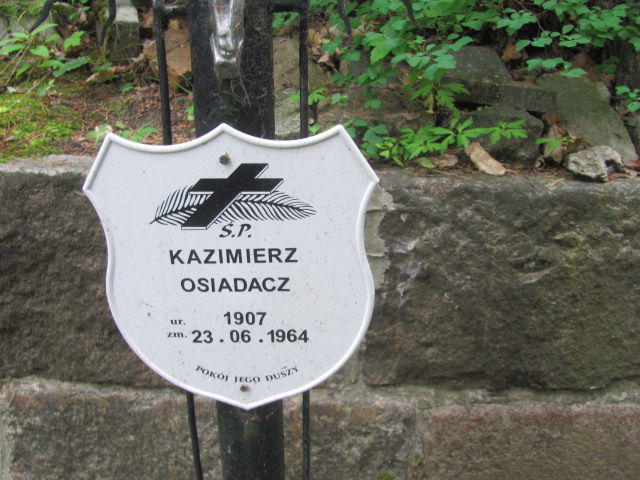 Ś.P.
KAZIMIERZ
OSIADACZ
ur. 1907
zm. 23.06.1964
POKÓJ JEGO DUSZY